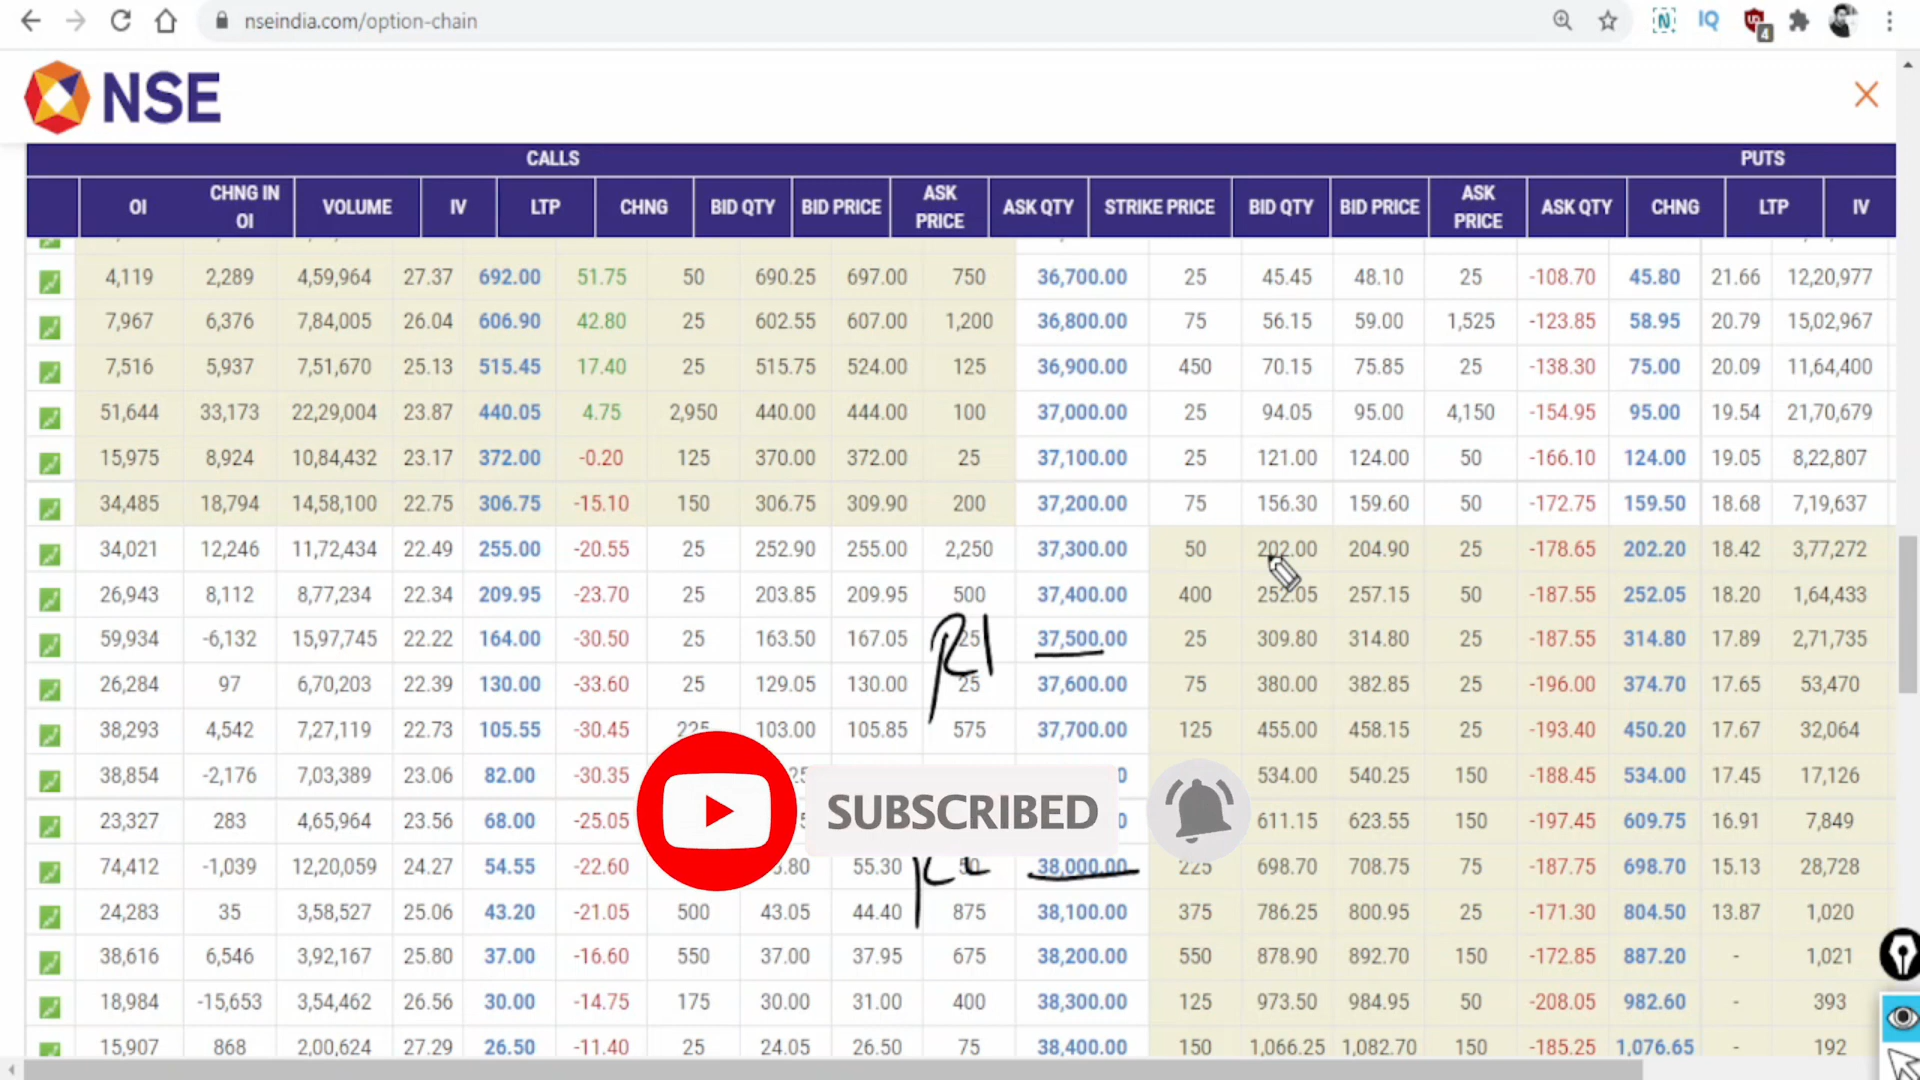 nseindia.com/option-chain
N IQ 4
NSE
CALLS PUTS
OI CHNG IN OI VOLUME IV LTP CHNG BID QTY BID PRICE ASK PRICE ASK QTY STRIKE PRICE BID QTY BID PRICE ASK PRICE ASK QTY CHNG LTP IV
4,119 2,289 4,59,964 27.37 692.00 51.75 50 690.25 697.00 750 36,700.00 25 45.45 48.10 25 -108.70 45.80 21.66 12,20,977
7,967 6,376 7,84,005 26.04 606.90 42.80 25 602.55 607.00 1,200 36,800.00 75 56.15 59.00 1,525 -123.85 58.95 20.79 15,02,967
7,516 5,937 7,51,670 25.13 515.45 17.40 25 515.75 524.00 125 36,900.00 450 70.15 75.85 25 -138.30 75.00 20.09 11,64,400
51,644 33,173 22,29,004 23.87 440.05 4.75 2,950 440.00 444.00 100 37,000.00 25 94.05 95.00 4,150 -154.95 95.00 19.54 21,70,679
15,975 8,924 10,84,432 23.17 372.00 -0.20 125 370.00 372.00 25 37,100.00 25 121.00 124.00 50 -166.10 124.00 19.05 8,22,807
34,485 18,794 14,58,100 22.75 306.75 -15.10 150 306.75 309.90 200 37,200.00 75 156.30 159.60 50 -172.75 159.50 18.68 7,19,637
34,021 12,246 11,72,434 22.49 255.00 -20.55 25 252.90 255.00 2,250 37,300.00 50 202.00 204.90 25 -178.65 202.20 18.42 3,77,272
26,943 8,112 8,77,234 22.34 209.95 -23.70 25 203.85 209.95 500 37,400.00 400 252.05 257.15 50 -187.55 252.05 18.20 1,64,433
59,934 -6,132 15,97,745 22.22 164.00 -30.50 25 163.50 167.05 25 37,500.00 25 309.80 314.80 25 -187.55 314.80 17.89 2,71,735
R1
26,284 97 6,70,203 22.39 130.00 -33.60 25 129.05 130.00 25 37,600.00 75 380.00 382.85 25 -196.00 374.70 17.65 53,470
38,293 4,542 7,27,119 22.73 105.55 -30.45 225 103.00 105.85 575 37,700.00 125 455.00 458.15 25 -193.40 450.20 17.67 32,064
38,854 -2,176 7,03,389 23.06 82.00 -30.35 534.00 540.25 150 -188.45 534.00 17.45 17,126
SUBSCRIBED
23,327 283 4,65,964 23.56 68.00 -25.05 611.15 623.55 150 -197.45 609.75 16.91 7,849
74,412 -1,039 12,20,059 24.27 54.55 -22.60 55.30 50 38,000.00 225 698.70 708.75 75 -187.75 698.70 15.13 28,728
24,283 35 3,58,527 25.06 43.20 -21.05 500 43.05 44.40 875 38,100.00 375 786.25 800.95 25 -171.30 804.50 13.87 1,020
38,616 6,546 3,92,167 25.80 37.00 -16.60 550 37.00 37.95 675 38,200.00 550 878.90 892.70 150 -172.85 887.20 - 1,021
18,984 -15,653 3,54,462 26.56 30.00 -14.75 175 30.00 31.00 400 38,300.00 125 973.50 984.95 50 -208.05 982.60 - 393
15,907 868 2,00,624 27.29 26.50 -11.40 25 24.05 26.50 75 38,400.00 150 1,066.25 1,082.70 150 -185.25 1,076.65 - 192